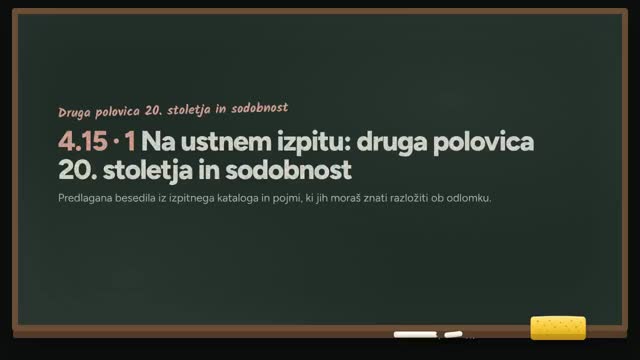 Druga polovica 20. stoletja in sodobnost
4.15 · 1 Na ustnem izpitu: druga polovica
20. stoletja in sodobnost
Predlagana besedila iz izpitnega kataloga in pojmi, ki jih moraš znati razložiti ob odlomku.